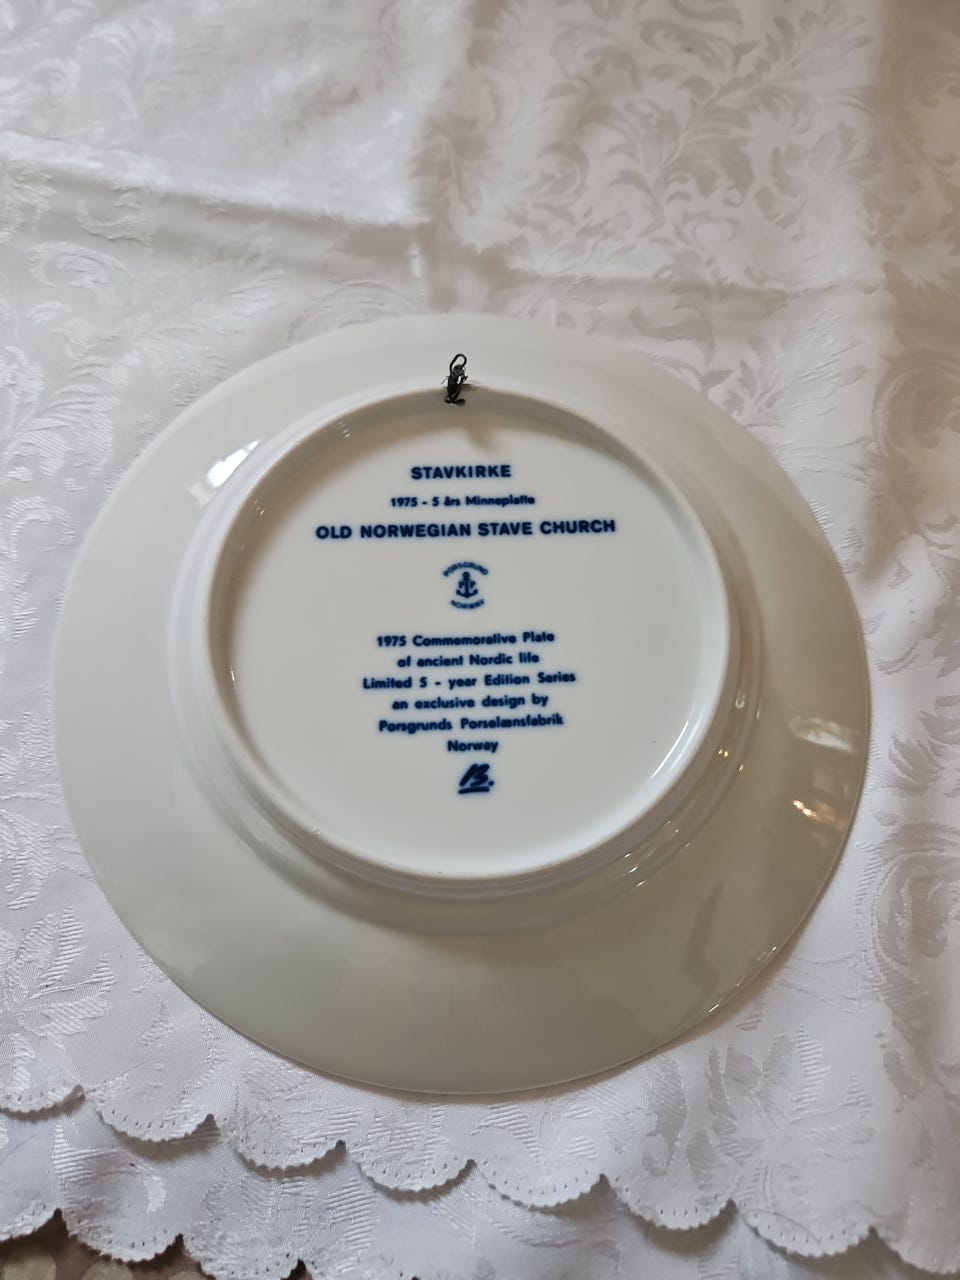 STAVKIRKE
1975 - 5 års Minneplatte
OLD NORWEGIAN STAVE CHURCH
PORSGRUND
NORWAY
1975 Commemorative Plate
of ancient Nordic life
Limited 5 - year Edition Series
an exclusive design by
Porsgrunds Porselænsfabrik
Norway
B.